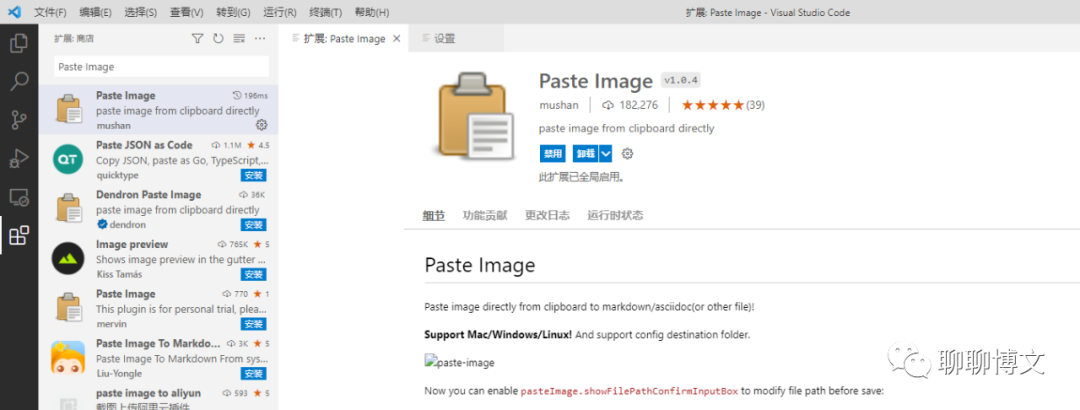 文件(F) 编辑(E) 选择(S) 查看(V) 转到(G) 运行(R) 终端(T) 帮助(H) 扩展: Paste Image - Visual Studio Code
扩展: 商店
Paste Image
Paste Image 196ms
paste image from clipboard directly
mushan
Paste JSON as Code 1.1M 4.5
Copy JSON, paste as Go, TypeScript,...
quicktype 安装
Dendron Paste Image 36K
paste image from clipboard directly
dendron 安装
Image preview 765K 5
Shows image preview in the gutter ...
Kiss Tamás 安装
Paste Image 770 1
This plugin is for personal trial, plea...
mervin 安装
Paste Image To Markdo... 3K 5
Paste Image To Markdown From sys...
Liu-Yongle 安装
paste image to aliyun 593 5
截图上传阿里云插件
扩展: Paste Image 设置
Paste Image v1.0.4
mushan 182,276 (39)
paste image from clipboard directly
禁用 卸载
此扩展已全局启用。
细节 功能贡献 更改日志 运行时状态
Paste Image
Paste image directly from clipboard to markdown/asciidoc(or other file)!
Support Mac/Windows/Linux! And support config destination folder.
paste-image
Now you can enable pasteImage.showFilePathConfirmInputBox to modify file path before save:
聊聊博文